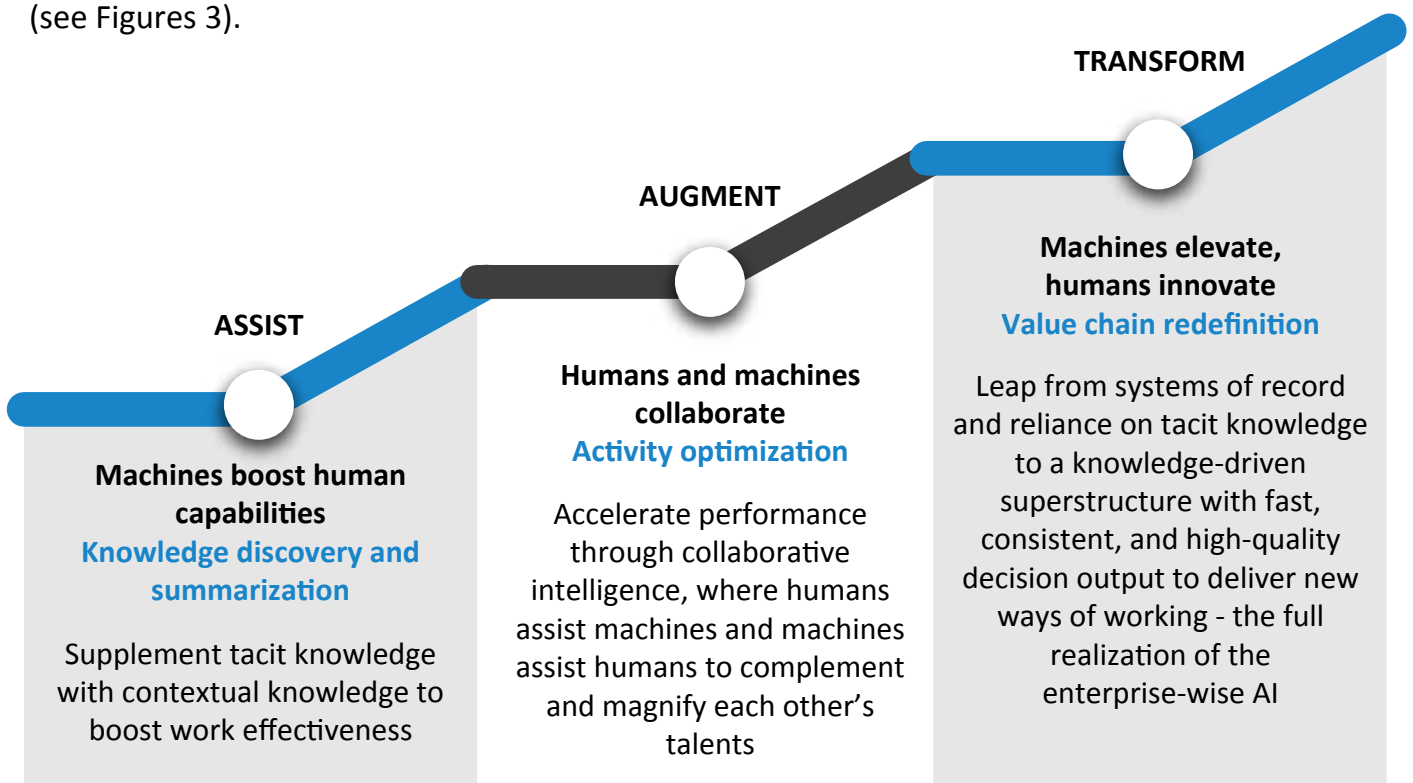 (see Figures 3).
TRANSFORM
AUGMENT
ASSIST
Machines boost human
capabilities
Knowledge discovery and
summarization
Supplement tacit knowledge
with contextual knowledge to
boost work effectiveness
Humans and machines
collaborate
Activity optimization
Accelerate performance
through collaborative
intelligence, where humans
assist machines and machines
assist humans to complement
and magnify each other's
talents
Machines elevate,
humans innovate
Value chain redefinition
Leap from systems of record
and reliance on tacit knowledge
to a knowledge-driven
superstructure with fast,
consistent, and high-quality
decision output to deliver new
ways of working - the full
realization of the
enterprise-wise AI